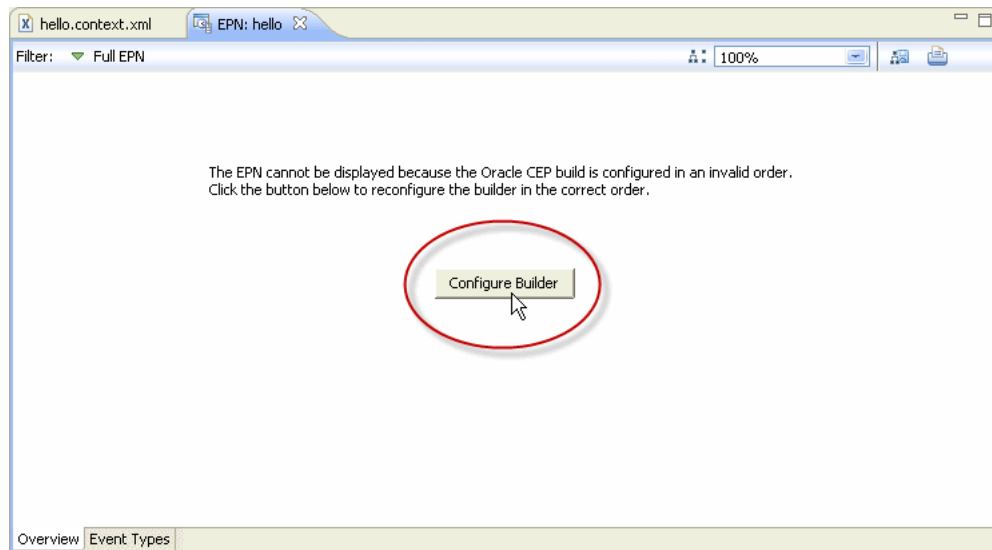 hello.context.xml
EPN: hello
Filter: Full EPN
100%
The EPN cannot be displayed because the Oracle CEP build is configured in an invalid order.
Click the button below to reconfigure the builder in the correct order.
Configure Builder
Overview Event Types